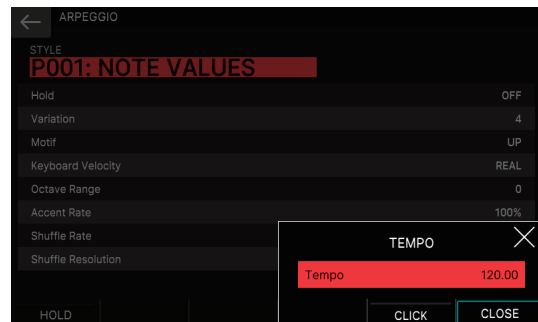 ARPEGGIO
STYLE
P001: NOTE VALUES
Hold OFF
Variation 4
Motif UP
Keyboard Velocity REAL
Octave Range 0
Accent Rate 100%
Shuffle Rate
Shuffle Resolution
TEMPO
Tempo 120.00
HOLD CLICK CLOSE